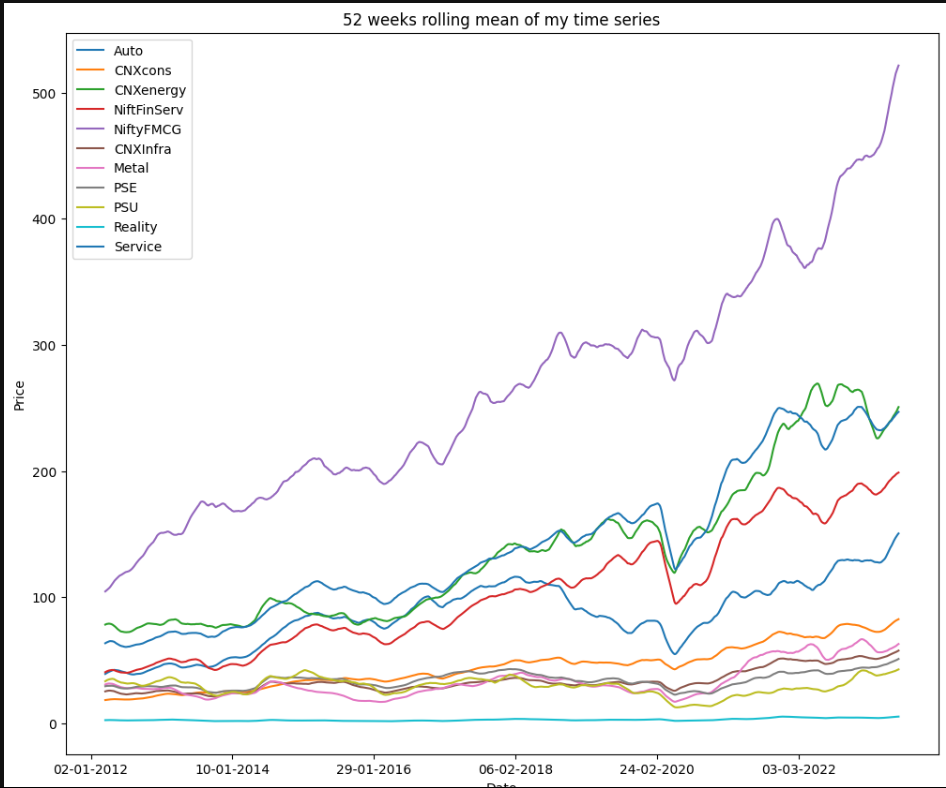 52 weeks rolling mean of my time series
Auto
CNXcons
CNXenergy
NiftFinServ
NiftyFMCG
CNXInfra
Metal
PSE
PSU
Reality
Service
500
400
300
200
100
0
Price
02-01-2012 10-01-2014 29-01-2016 06-02-2018 24-02-2020 03-03-2022
Date